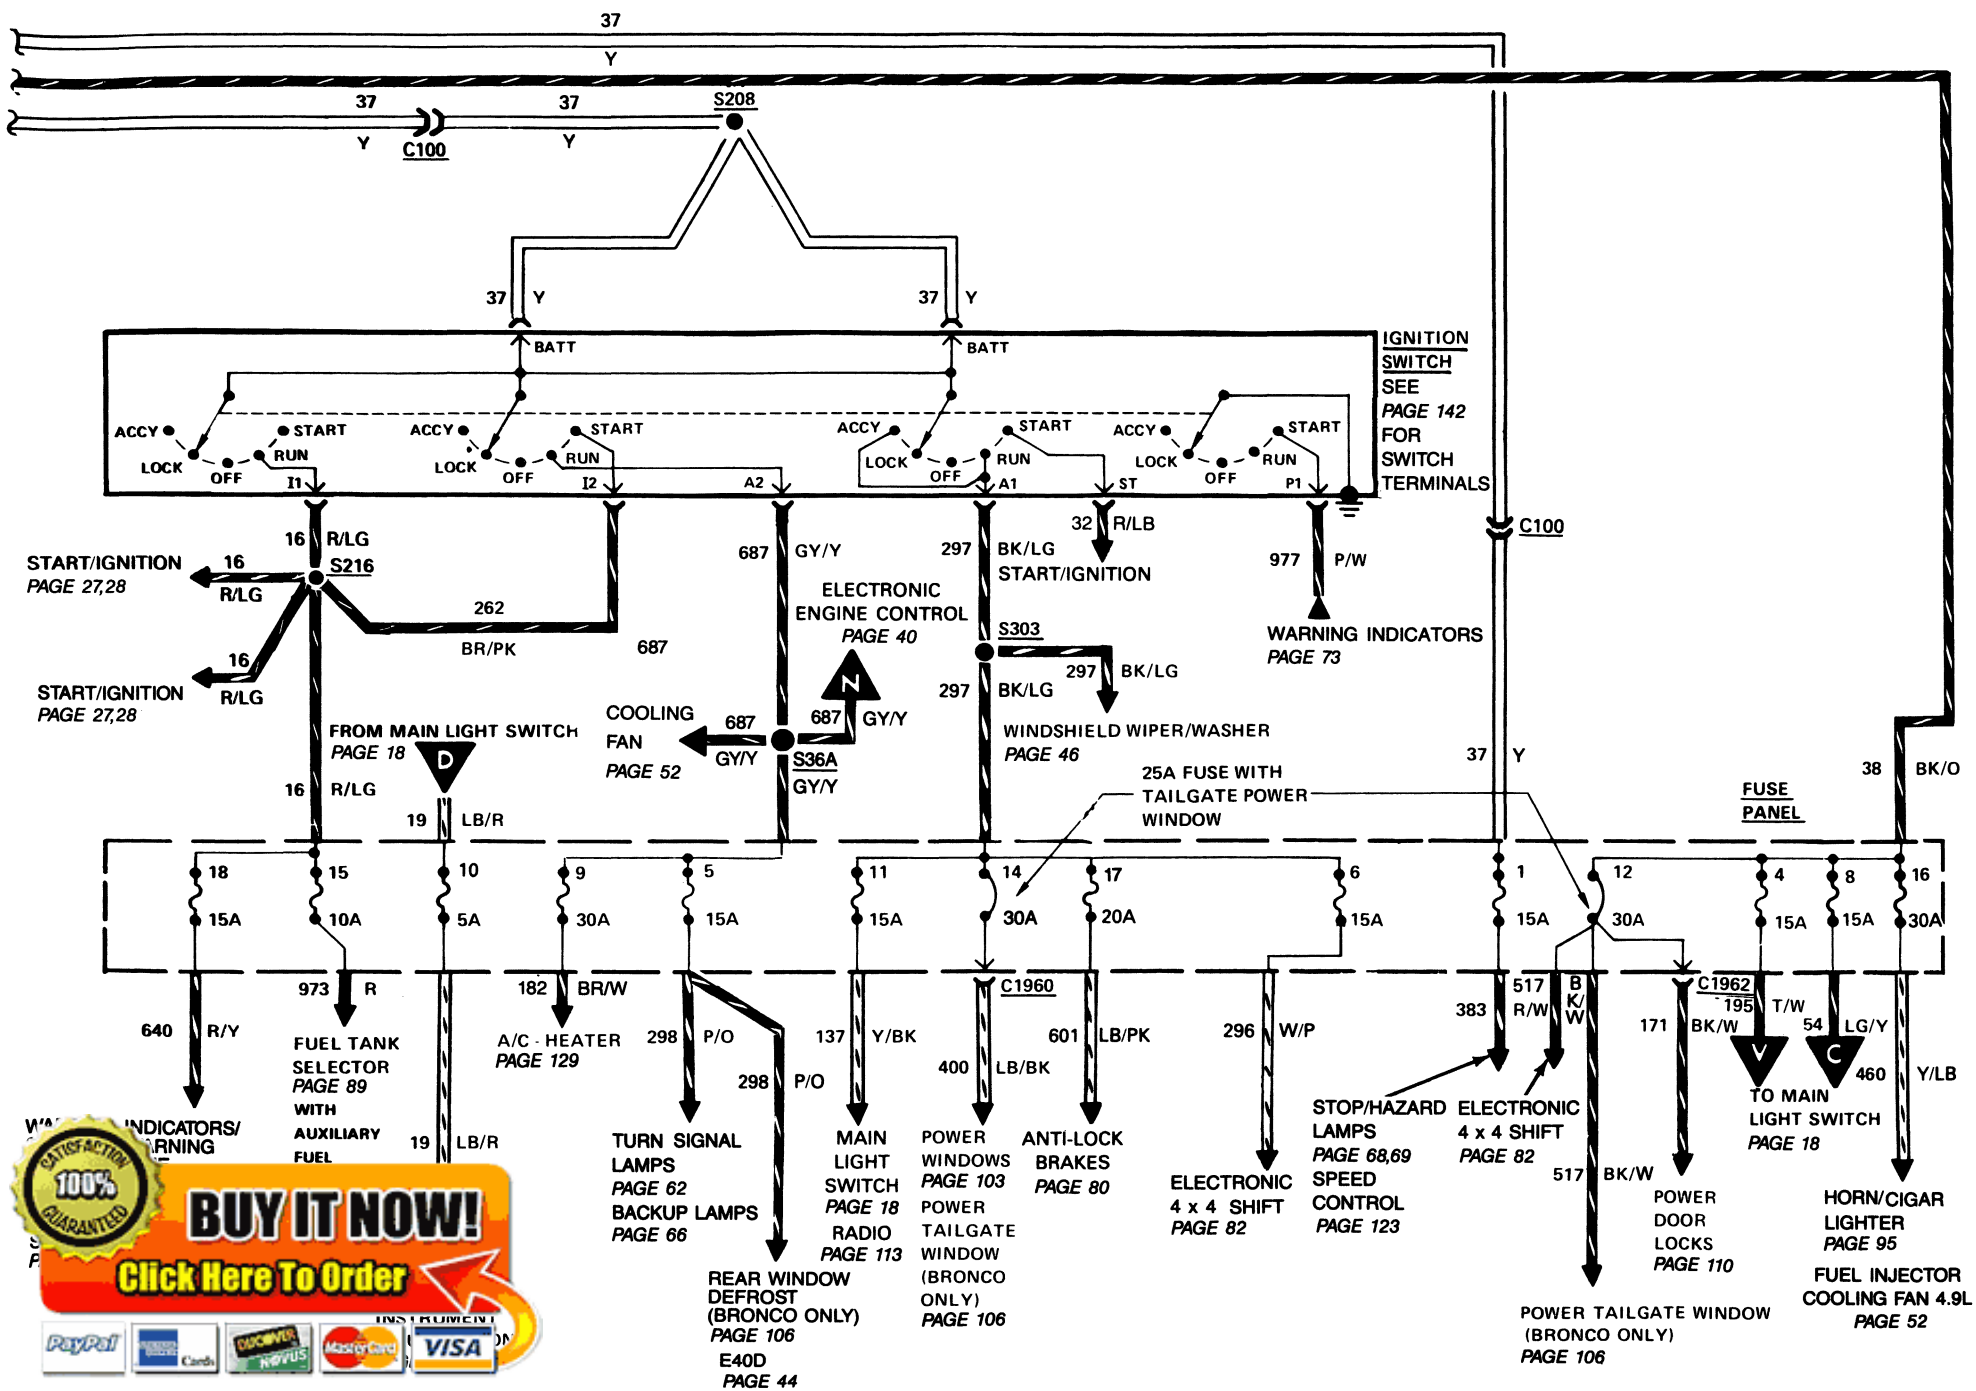 37
Y
37
37
S208
Y
C100
Y
37 Y
37 Y
BATT
BATT
IGNITION
SWITCH
SEE
PAGE 142
FOR
SWITCH
TERMINALS
ACCY
START
LOCK
OFF
RUN
I1
ACCY
START
LOCK
OFF
RUN
I2
A2
ACCY
START
LOCK
OFF
RUN
A1
ST
ACCY
START
LOCK
OFF
RUN
P1
16 R/LG
START/IGNITION
PAGE 27,28
16
R/LG
S216
262
BR/PK
687
16
R/LG
START/IGNITION
PAGE 27,28
687 GY/Y
ELECTRONIC
ENGINE CONTROL
PAGE 40
N
297 BK/LG
32 R/LB
START/IGNITION
977 P/W
WARNING INDICATORS
PAGE 73
C100
S303
297 BK/LG
297 BK/LG
WINDSHIELD WIPER/WASHER
PAGE 46
COOLING
FAN
PAGE 52
687
GY/Y
687 GY/Y
S36A
GY/Y
FROM MAIN LIGHT SWITCH
PAGE 18
D
16 R/LG
19 LB/R
25A FUSE WITH
TAILGATE POWER
WINDOW
37 Y
38 BK/O
FUSE
PANEL
18
15A
15
10A
10
5A
9
30A
5
15A
11
15A
14
30A
17
20A
6
15A
1
15A
12
30A
4
15A
8
15A
16
30A
640 R/Y
973 R
FUEL TANK
SELECTOR
PAGE 89
WITH
AUXILIARY
FUEL
INDICATORS/
19 LB/R
182 BR/W
A/C - HEATER
PAGE 129
298 P/O
298 P/O
TURN SIGNAL
LAMPS
PAGE 62
BACKUP LAMPS
PAGE 66
REAR WINDOW
DEFROST
(BRONCO ONLY)
PAGE 106
E40D
PAGE 44
137 Y/BK
MAIN
LIGHT
SWITCH
PAGE 18
RADIO
PAGE 113
C1960
400 LB/BK
POWER
WINDOWS
PAGE 103
POWER
TAILGATE
WINDOW
(BRONCO
ONLY)
PAGE 106
601 LB/PK
ANTI-LOCK
BRAKES
PAGE 80
296 W/P
ELECTRONIC
4 x 4 SHIFT
PAGE 82
383
STOP/HAZARD
LAMPS
PAGE 68,69
SPEED
CONTROL
PAGE 123
517
R/W
B
K/
W
ELECTRONIC
4 x 4 SHIFT
PAGE 82
517 BK/W
POWER TAILGATE WINDOW
(BRONCO ONLY)
PAGE 106
C1962
171 BK/W
POWER
DOOR
LOCKS
PAGE 110
195 T/W
V
54 LG/Y
C
TO MAIN
LIGHT SWITCH
PAGE 18
460 Y/LB
HORN/CIGAR
LIGHTER
PAGE 95
FUEL INJECTOR
COOLING FAN 4.9L
PAGE 52
SATISFACTION
100%
GUARANTEED
BUY IT NOW!
Click Here To Order
INSTRUMENT
PayPal
AMERICAN EXPRESS
Cards
DISCOVER
NOVUS
MasterCard
VISA